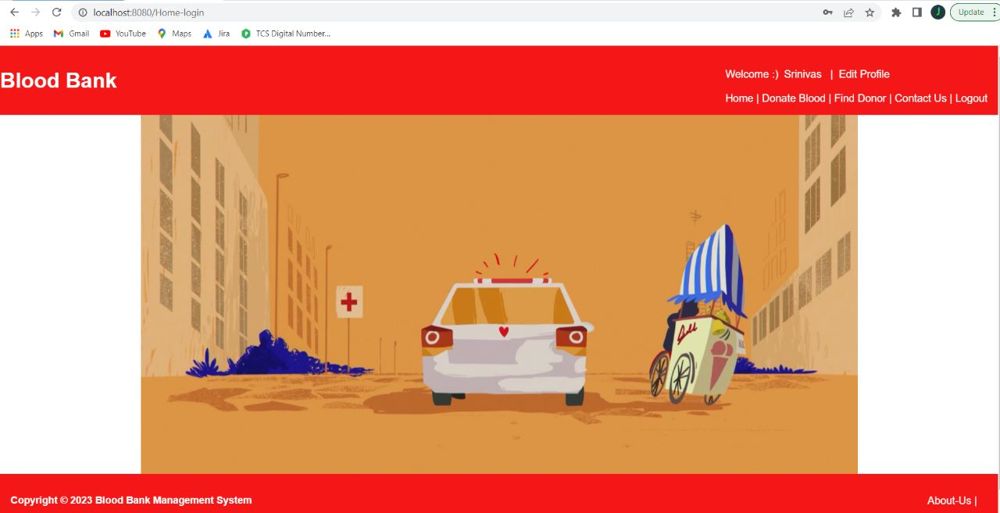 localhost:8080/Home-login
Update
Apps Gmail YouTube Maps Jira TCS Digital Number...
Blood Bank
Welcome :) Srinivas | Edit Profile
Home | Donate Blood | Find Donor | Contact Us | Logout
Copyright © 2023 Blood Bank Management System
About-Us |